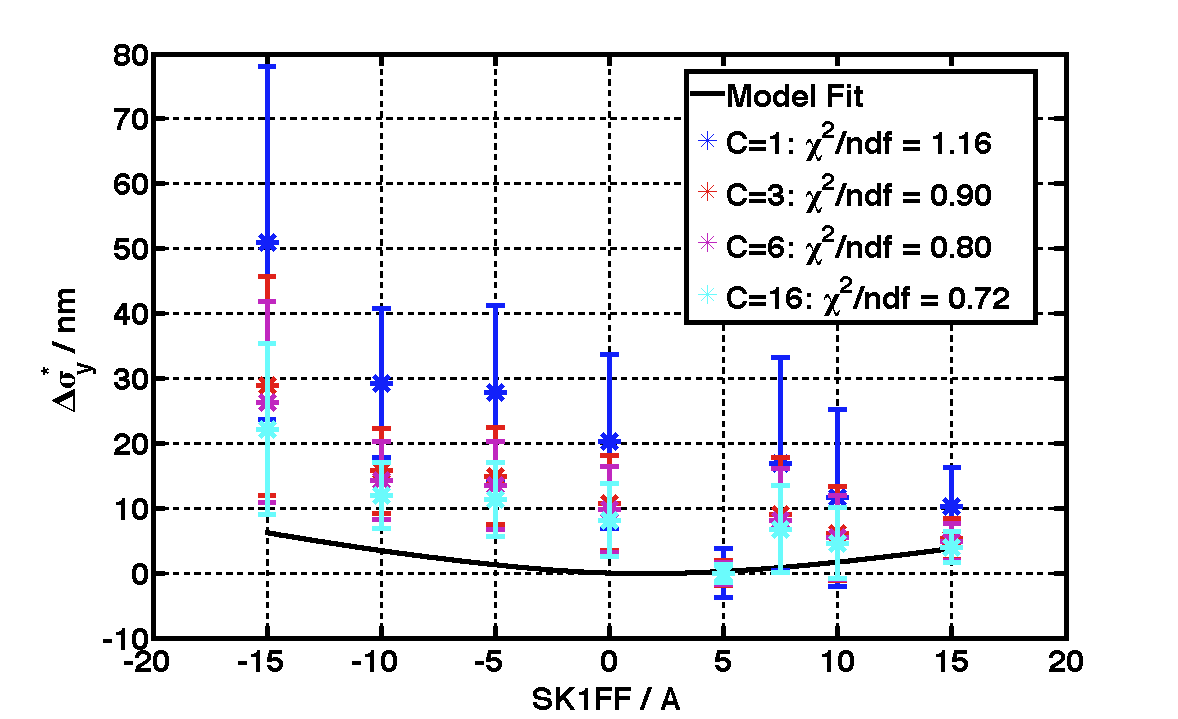 80
70
60
50
40
30
20
10
0
-10
-20
-15
-10
-5
0
5
10
15
20
Δσ*y / nm
SK1FF / A
Model Fit
C=1: χ²/ndf = 1.16
C=3: χ²/ndf = 0.90
C=6: χ²/ndf = 0.80
C=16: χ²/ndf = 0.72